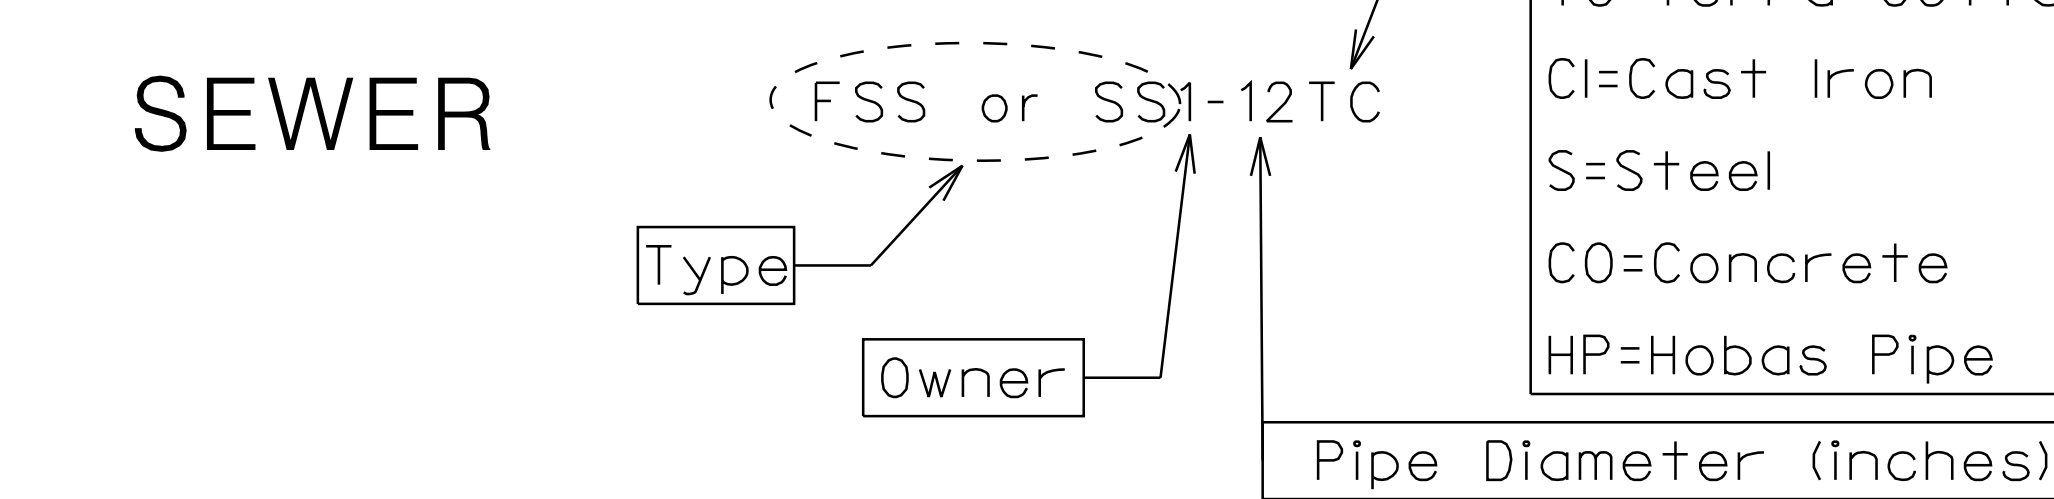 SEWER
FSS or SS1-12TC
Type
Owner
CI=Cast Iron
S=Steel
CO=Concrete
HP=Hobas Pipe
Pipe Diameter (inches)